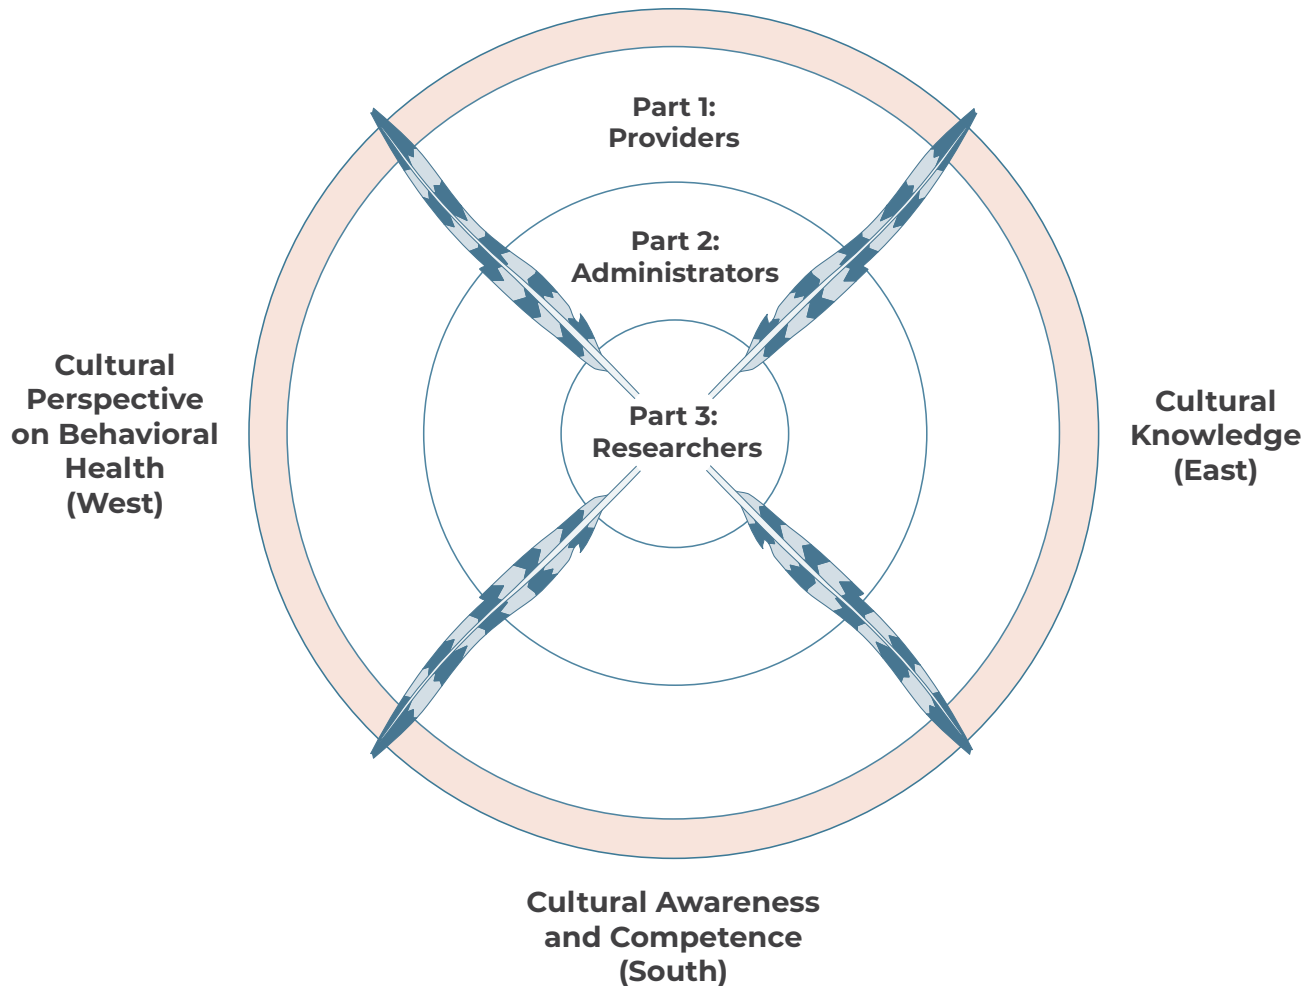 Part 1:
Providers
Part 2:
Administrators
Cultural
Perspective
on Behavioral
Health
(West)
Part 3:
Researchers
Cultural
Knowledge
(East)
Cultural Awareness
and Competence
(South)